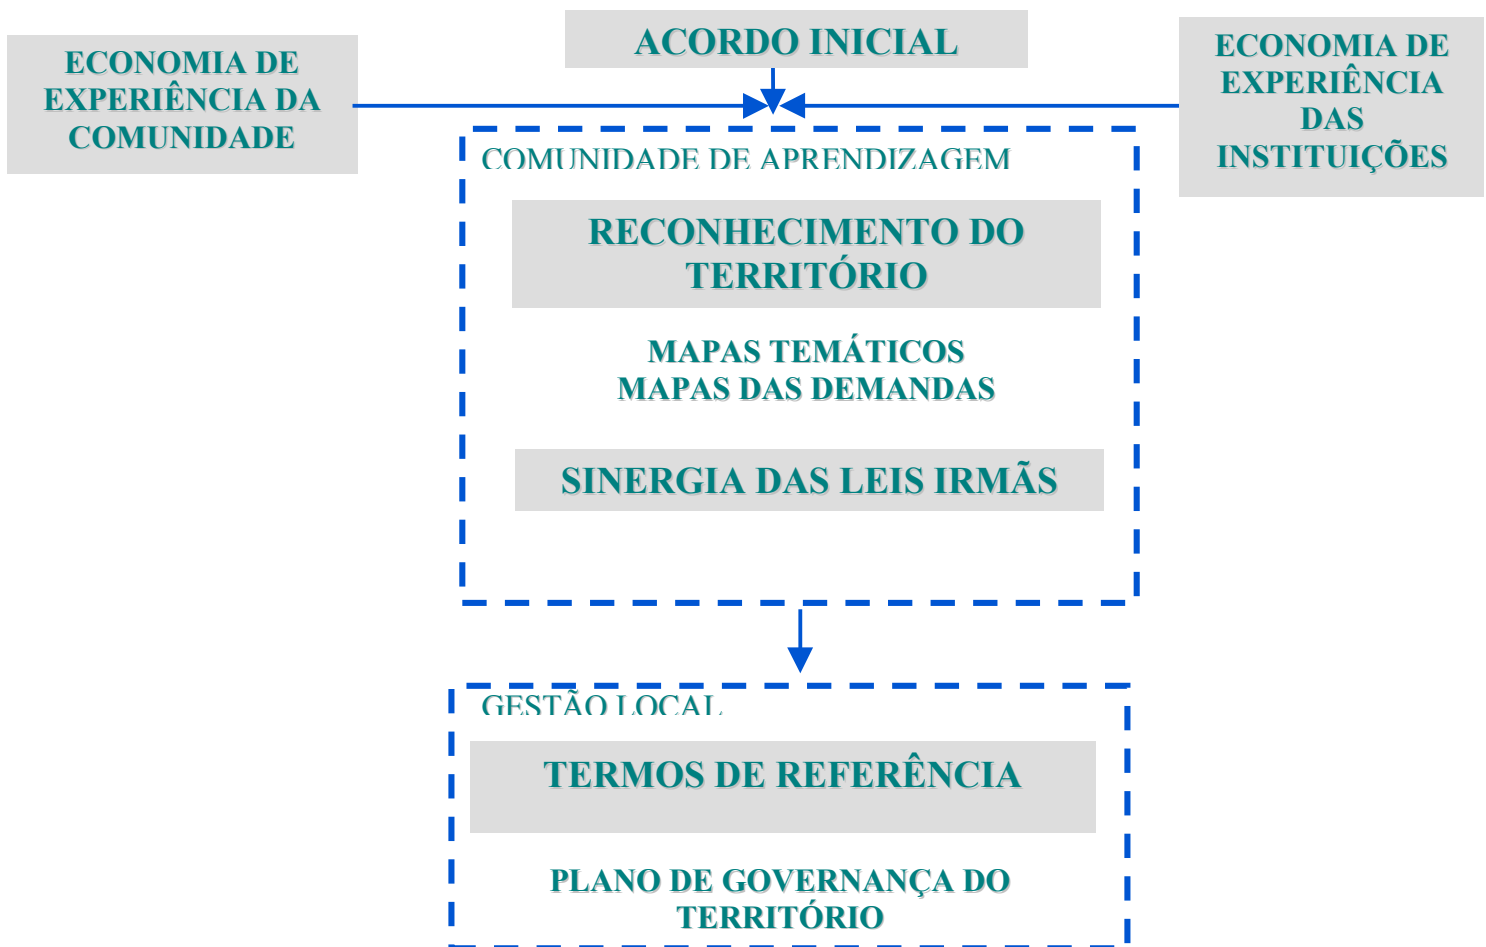 ACORDO INICIAL
ECONOMIA DE
EXPERIÊNCIA DA
COMUNIDADE
ECONOMIA DE
EXPERIÊNCIA
DAS
INSTITUIÇÕES
COMUNIDADE DE APRENDIZAGEM
RECONHECIMENTO DO
TERRITÓRIO
MAPAS TEMÁTICOS
MAPAS DAS DEMANDAS
SINERGIA DAS LEIS IRMÃS
GESTÃO LOCAL
TERMOS DE REFERÊNCIA
PLANO DE GOVERNANÇA DO
TERRITÓRIO